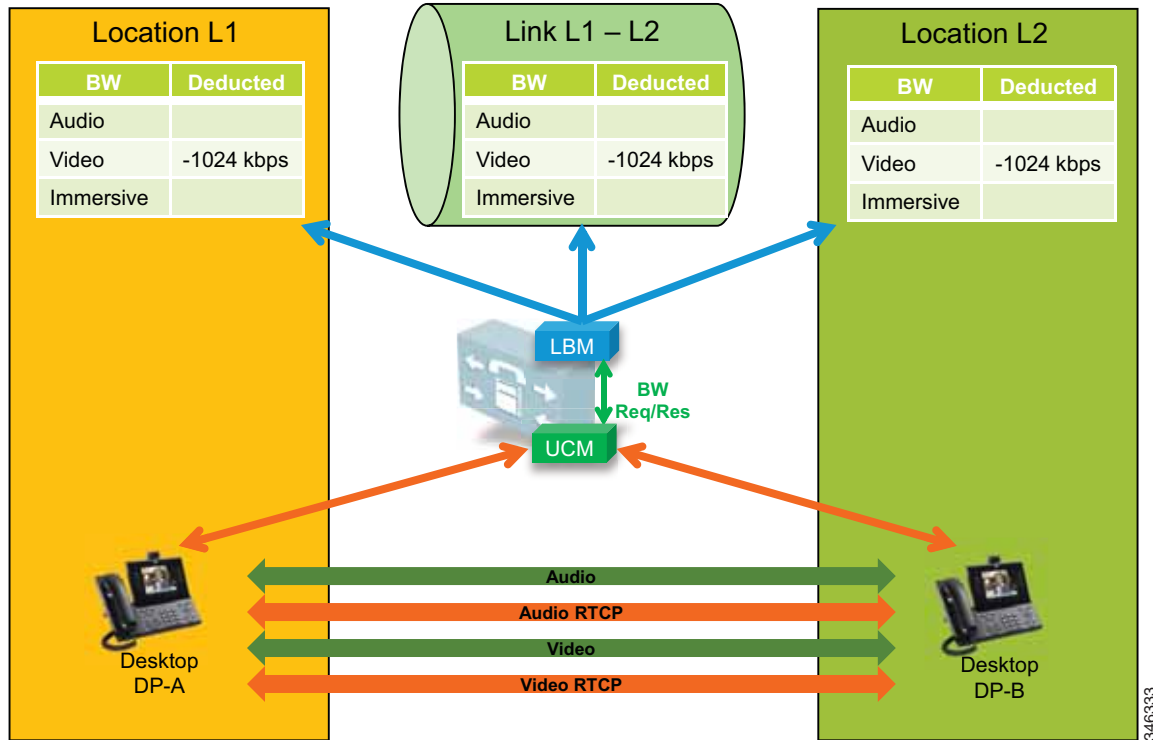 Location L1
BW Deducted
Audio
Video -1024 kbps
Immersive
Link L1 – L2
BW Deducted
Audio
Video -1024 kbps
Immersive
Location L2
BW Deducted
Audio
Video -1024 kbps
Immersive
LBM
BW
Req/Res
UCM
Audio
Audio RTCP
Video
Video RTCP
Desktop
DP-A
Desktop
DP-B
346333